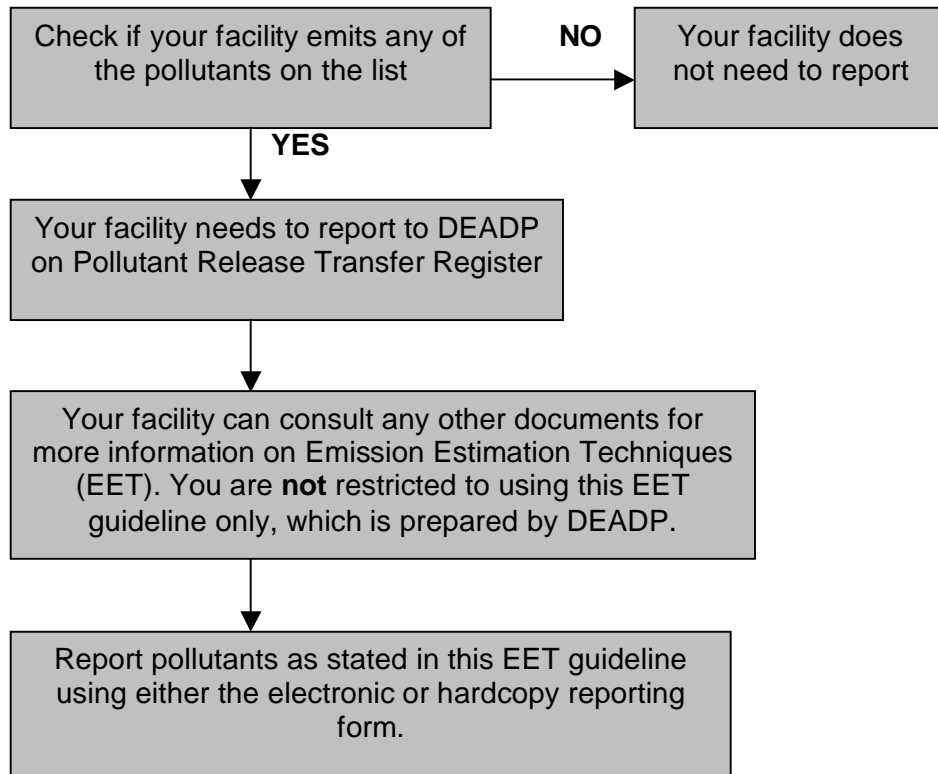 Check if your facility emits any of
the pollutants on the list
NO
Your facility does
not need to report
YES
Your facility needs to report to DEADP
on Pollutant Release Transfer Register
Your facility can consult any other documents for
more information on Emission Estimation Techniques
(EET). You are not restricted to using this EET
guideline only, which is prepared by DEADP.
Report pollutants as stated in this EET guideline
using either the electronic or hardcopy reporting
form.